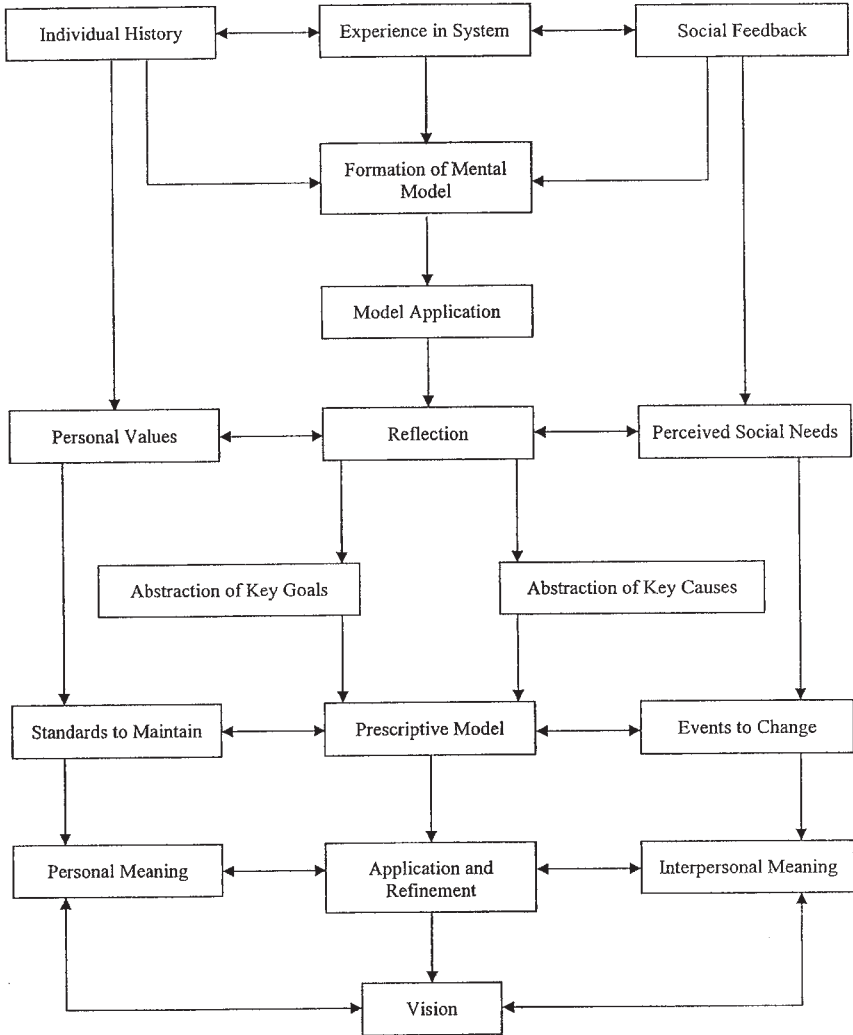 Individual History
Experience in System
Social Feedback
Formation of Mental
Model
Model Application
Personal Values
Reflection
Perceived Social Needs
Abstraction of Key Goals
Abstraction of Key Causes
Standards to Maintain
Prescriptive Model
Events to Change
Personal Meaning
Application and
Refinement
Interpersonal Meaning
Vision